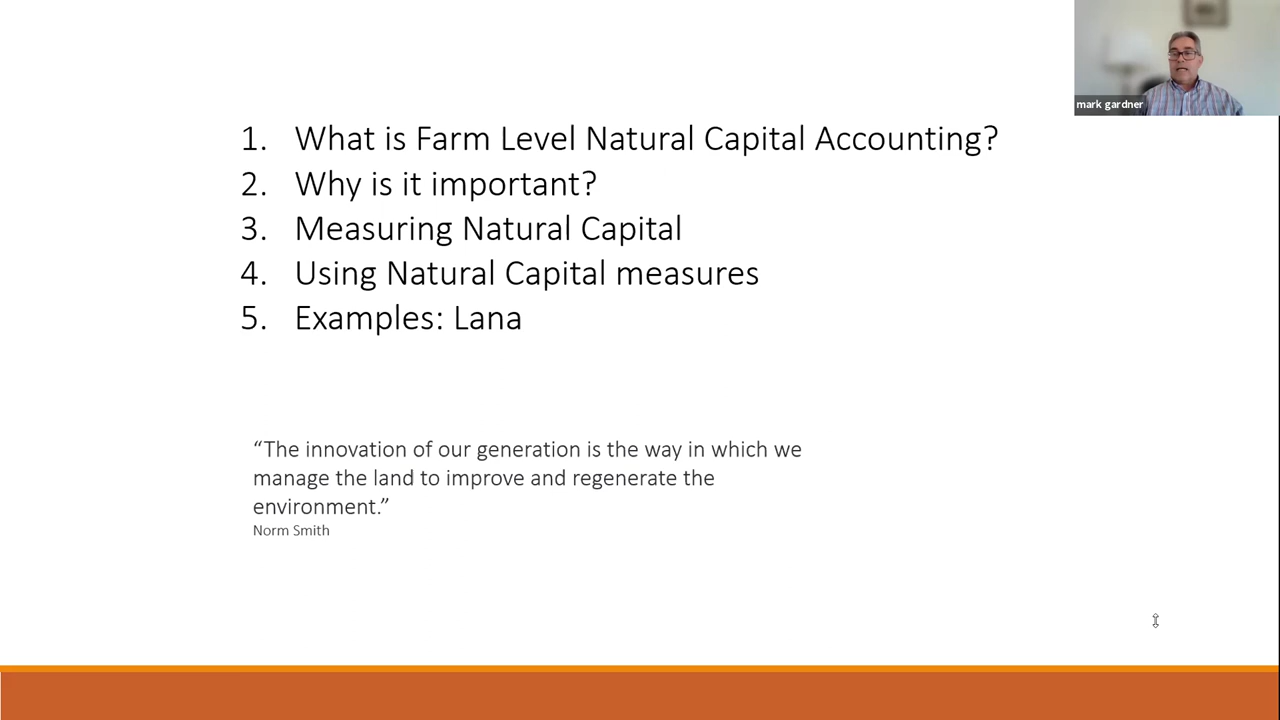 mark gardner
1. What is Farm Level Natural Capital Accounting?
2. Why is it important?
3. Measuring Natural Capital
4. Using Natural Capital measures
5. Examples: Lana
“The innovation of our generation is the way in which we
manage the land to improve and regenerate the
environment.”
Norm Smith